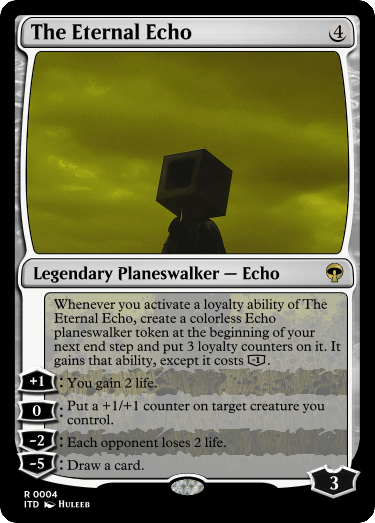 The Eternal Echo 4
Legendary Planeswalker — Echo
Whenever you activate a loyalty ability of The
Eternal Echo, create a colorless Echo
planeswalker token at the beginning of your
next end step and put 3 loyalty counters on it. It
gains that ability, except it costs -1.
+1 : You gain 2 life.
0 : Put a +1/+1 counter on target creature you
control.
-2 : Each opponent loses 2 life.
-5 : Draw a card.
3
R 0004
ITD Huleeb